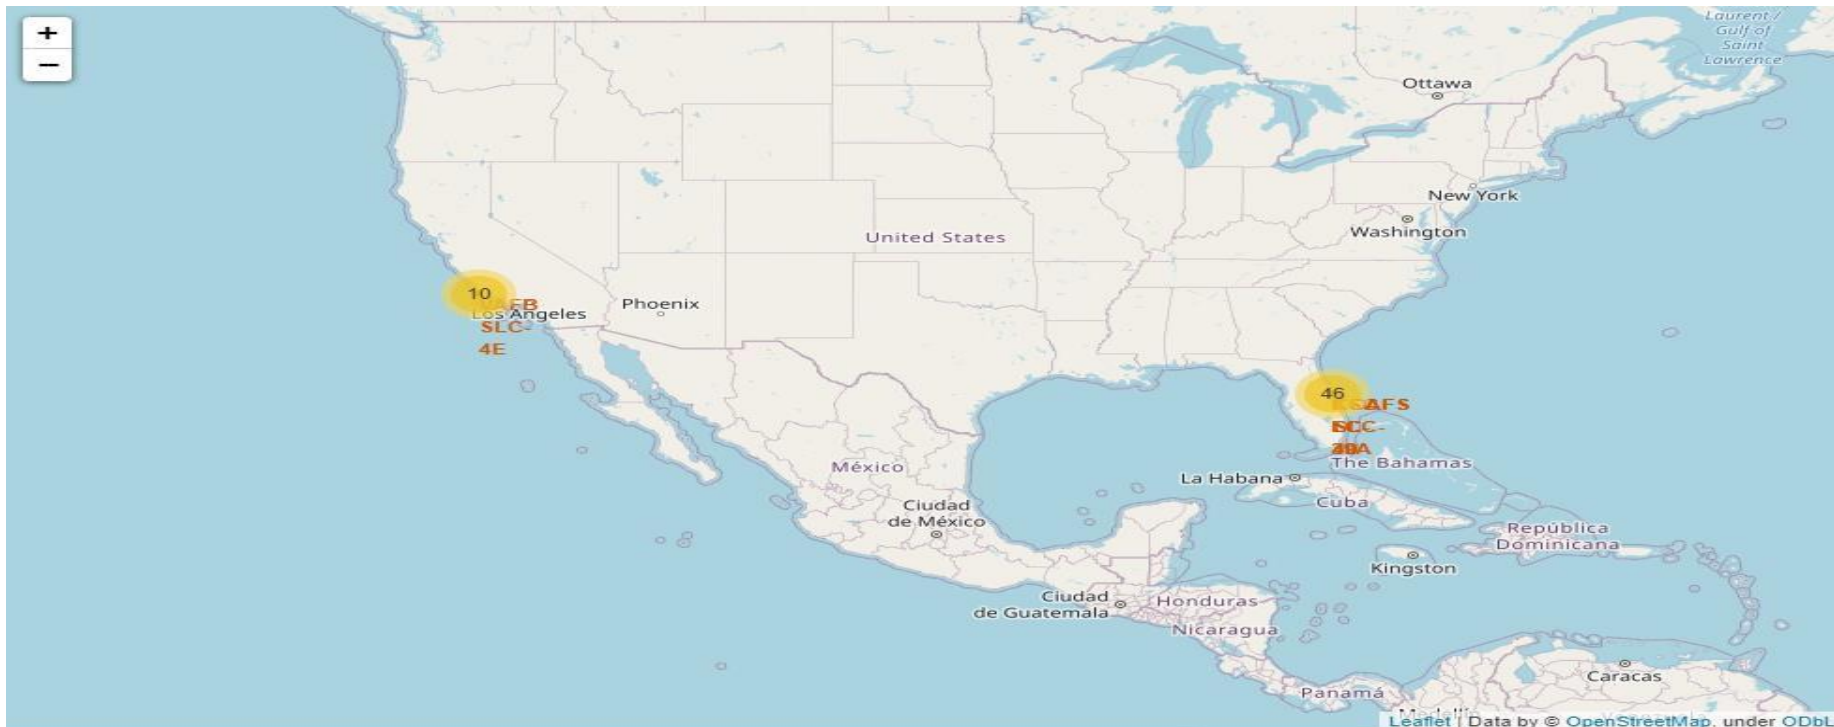 +
−
Laurent /
Gulf of
Saint
Lawrence
Ottawa
New York
Washington
United States
10
VAFB
Los Angeles
SLC-
4E
Phoenix
46
The Bahamas
La Habana
Cuba
México
Ciudad
de México
República
Dominicana
Kingston
Ciudad
de Guatemala
Honduras
Nicaragua
Caracas
Panamá
Leaflet | Data by © OpenStreetMap, under ODbL